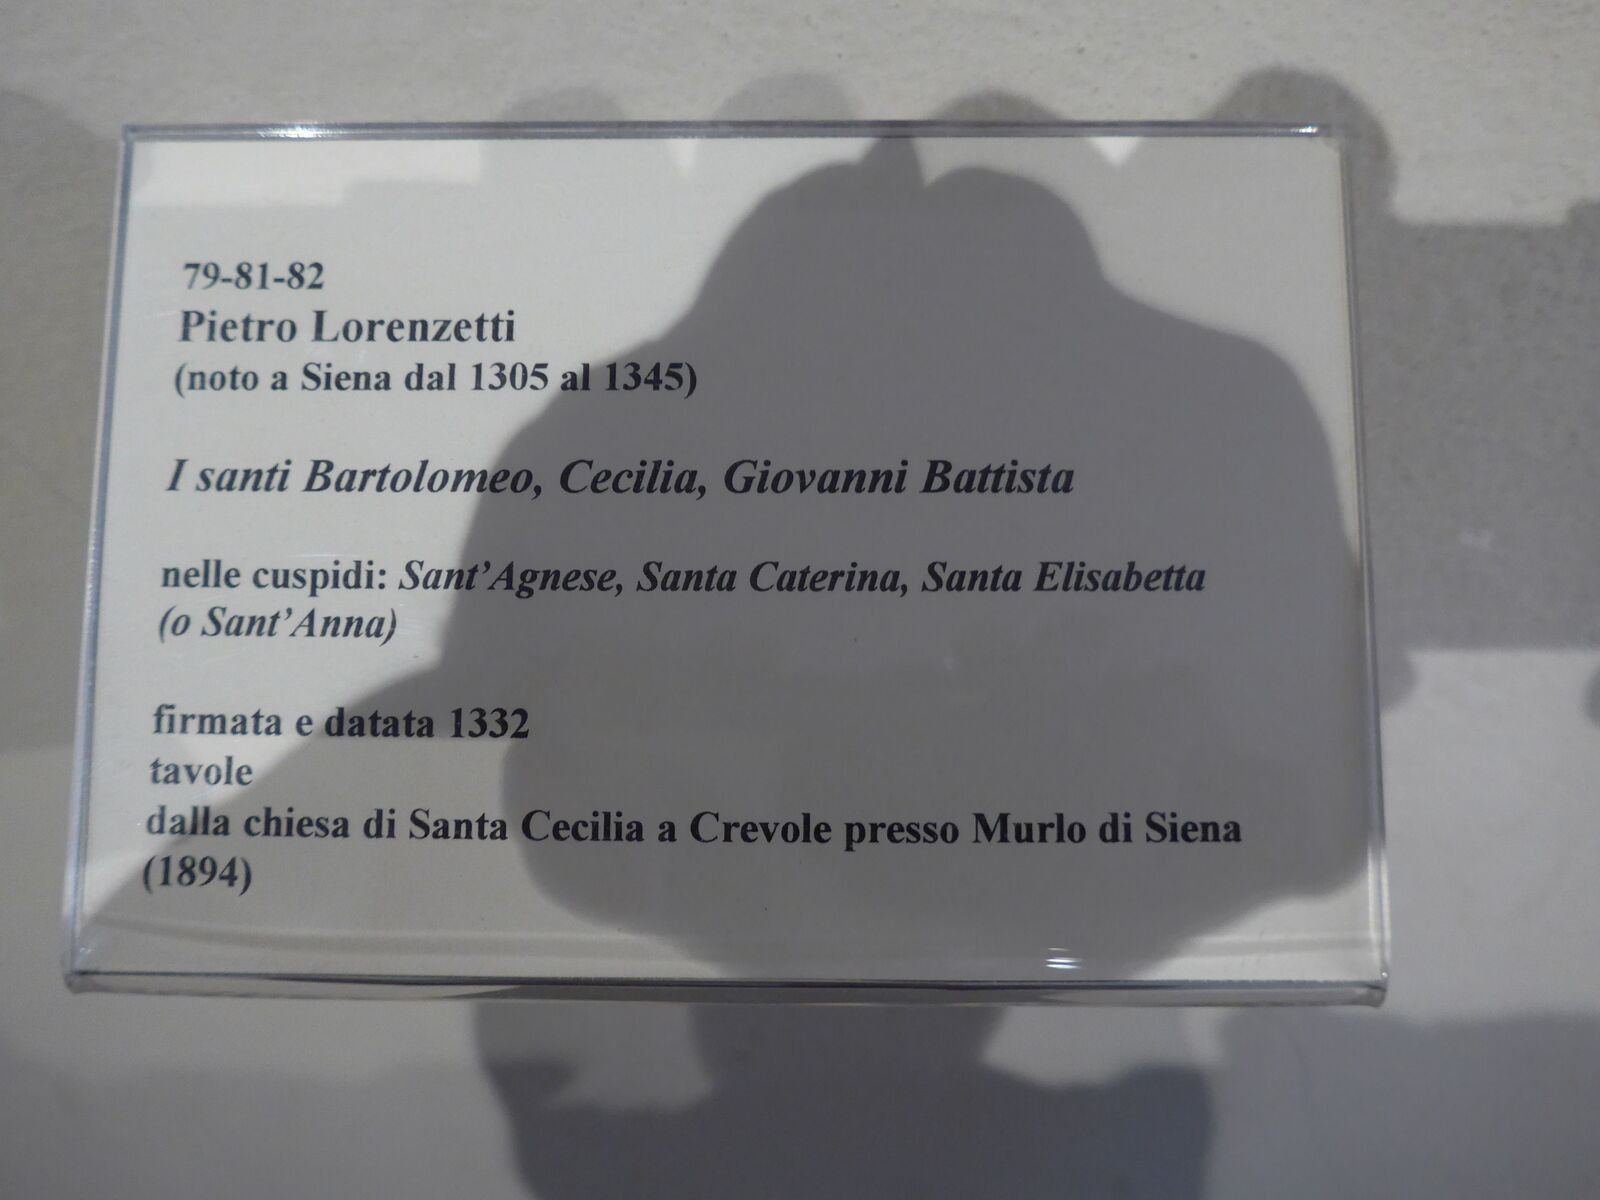 79-81-82
Pietro Lorenzetti
(noto a Siena dal 1305 al 1345)
I santi Bartolomeo, Cecilia, Giovanni Battista
nelle cuspidi: Sant'Agnese, Santa Caterina, Santa Elisabetta
(o Sant'Anna)
firmata e datata 1332
tavole
dalla chiesa di Santa Cecilia a Crevole presso Murlo di Siena
(1894)